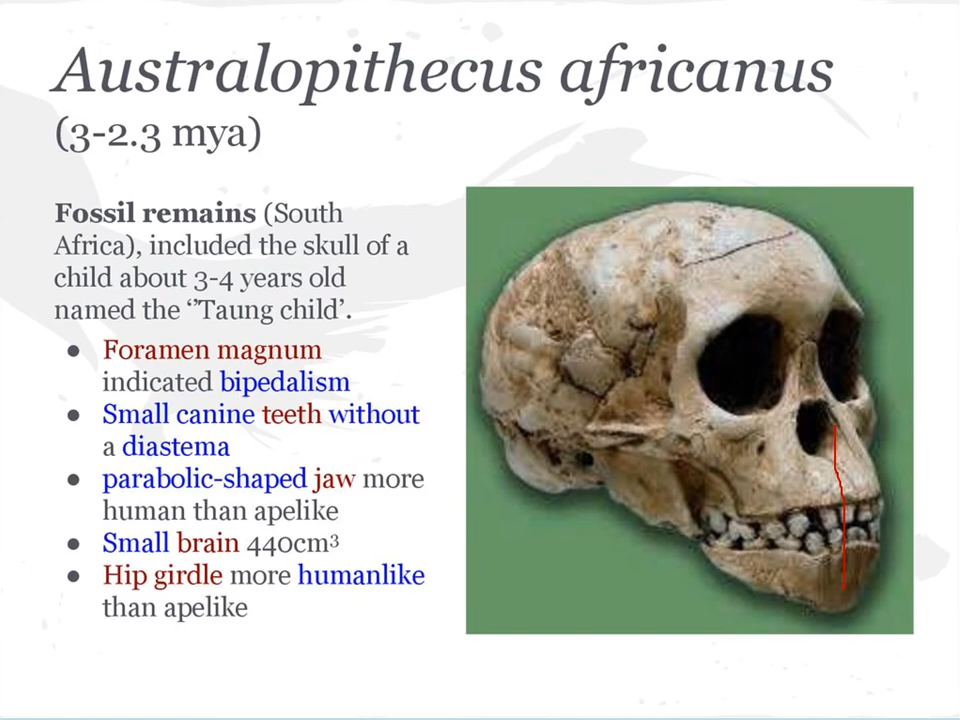 Australopithecus africanus
(3-2.3 mya)
Fossil remains (South
Africa), included the skull of a
child about 3-4 years old
named the ‘’Taung child’.
● Foramen magnum
indicated bipedalism
● Small canine teeth without
a diastema
● parabolic-shaped jaw more
human than apelike
● Small brain 440cm³
● Hip girdle more humanlike
than apelike